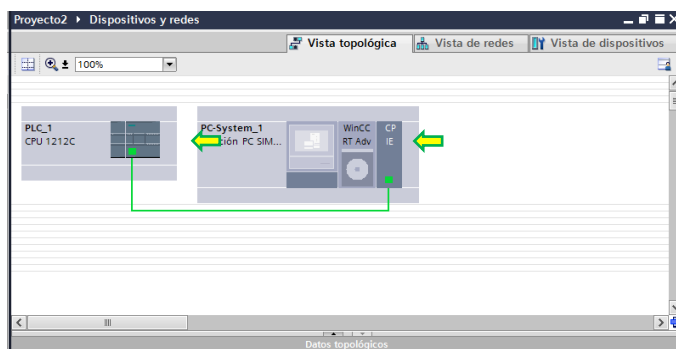 Proyecto2 ▸ Dispositivos y redes
Vista topológica Vista de redes Vista de dispositivos
100%
PLC_1
CPU 1212C
PC-System_1
PC SIM...
WinCC
RT Adv
CP
IE
Datos topológicos